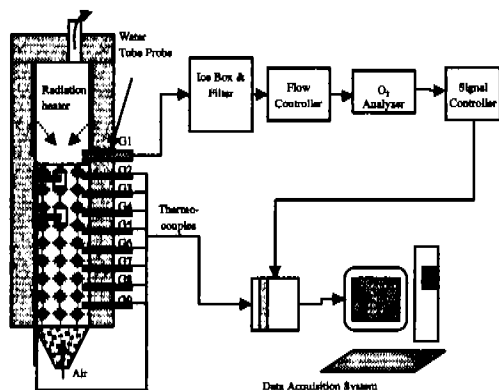 Water
Tube Probe
Radiation
heater
Ice Box &
Filter
Flow
Controller
O₂
Analyzer
Signal
Controller
G1
G2
G3
G4
G5
G6
G7
G8
G9
Thermo-
couples
Air
Data Acquisition System